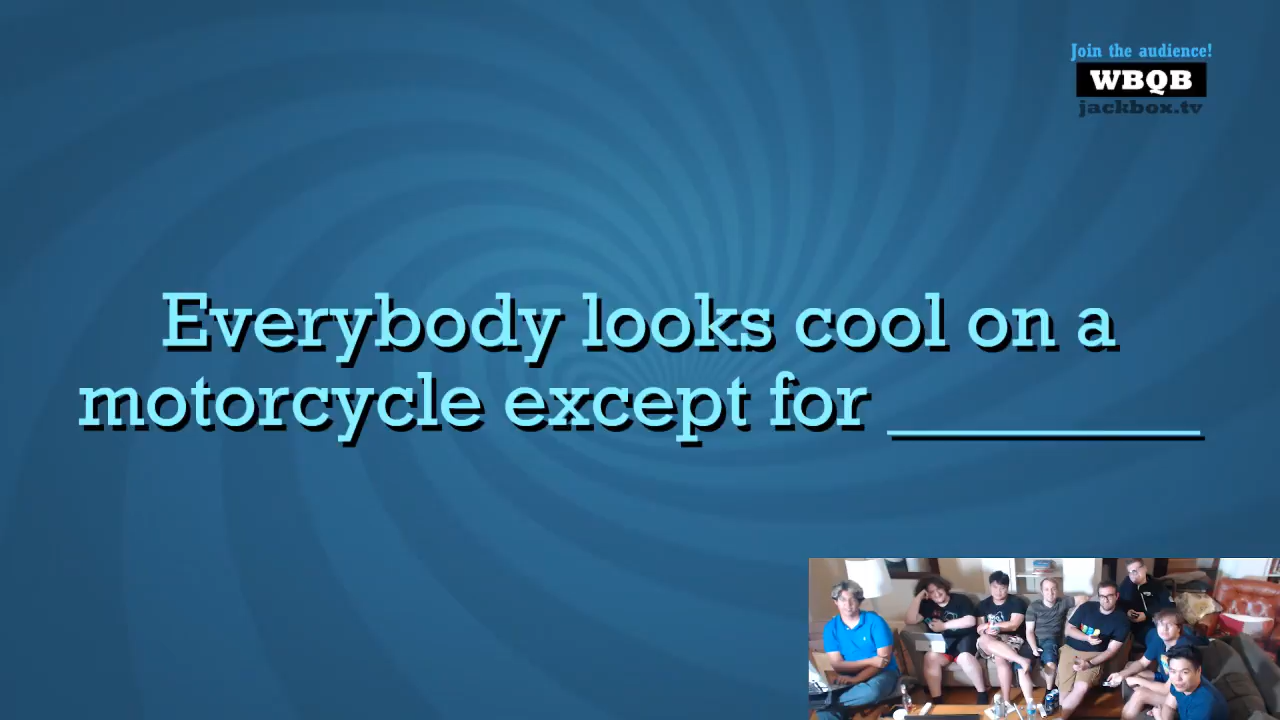 Join the audience!
WBQB
jackbox.tv
Everybody looks cool on a
motorcycle except for ________